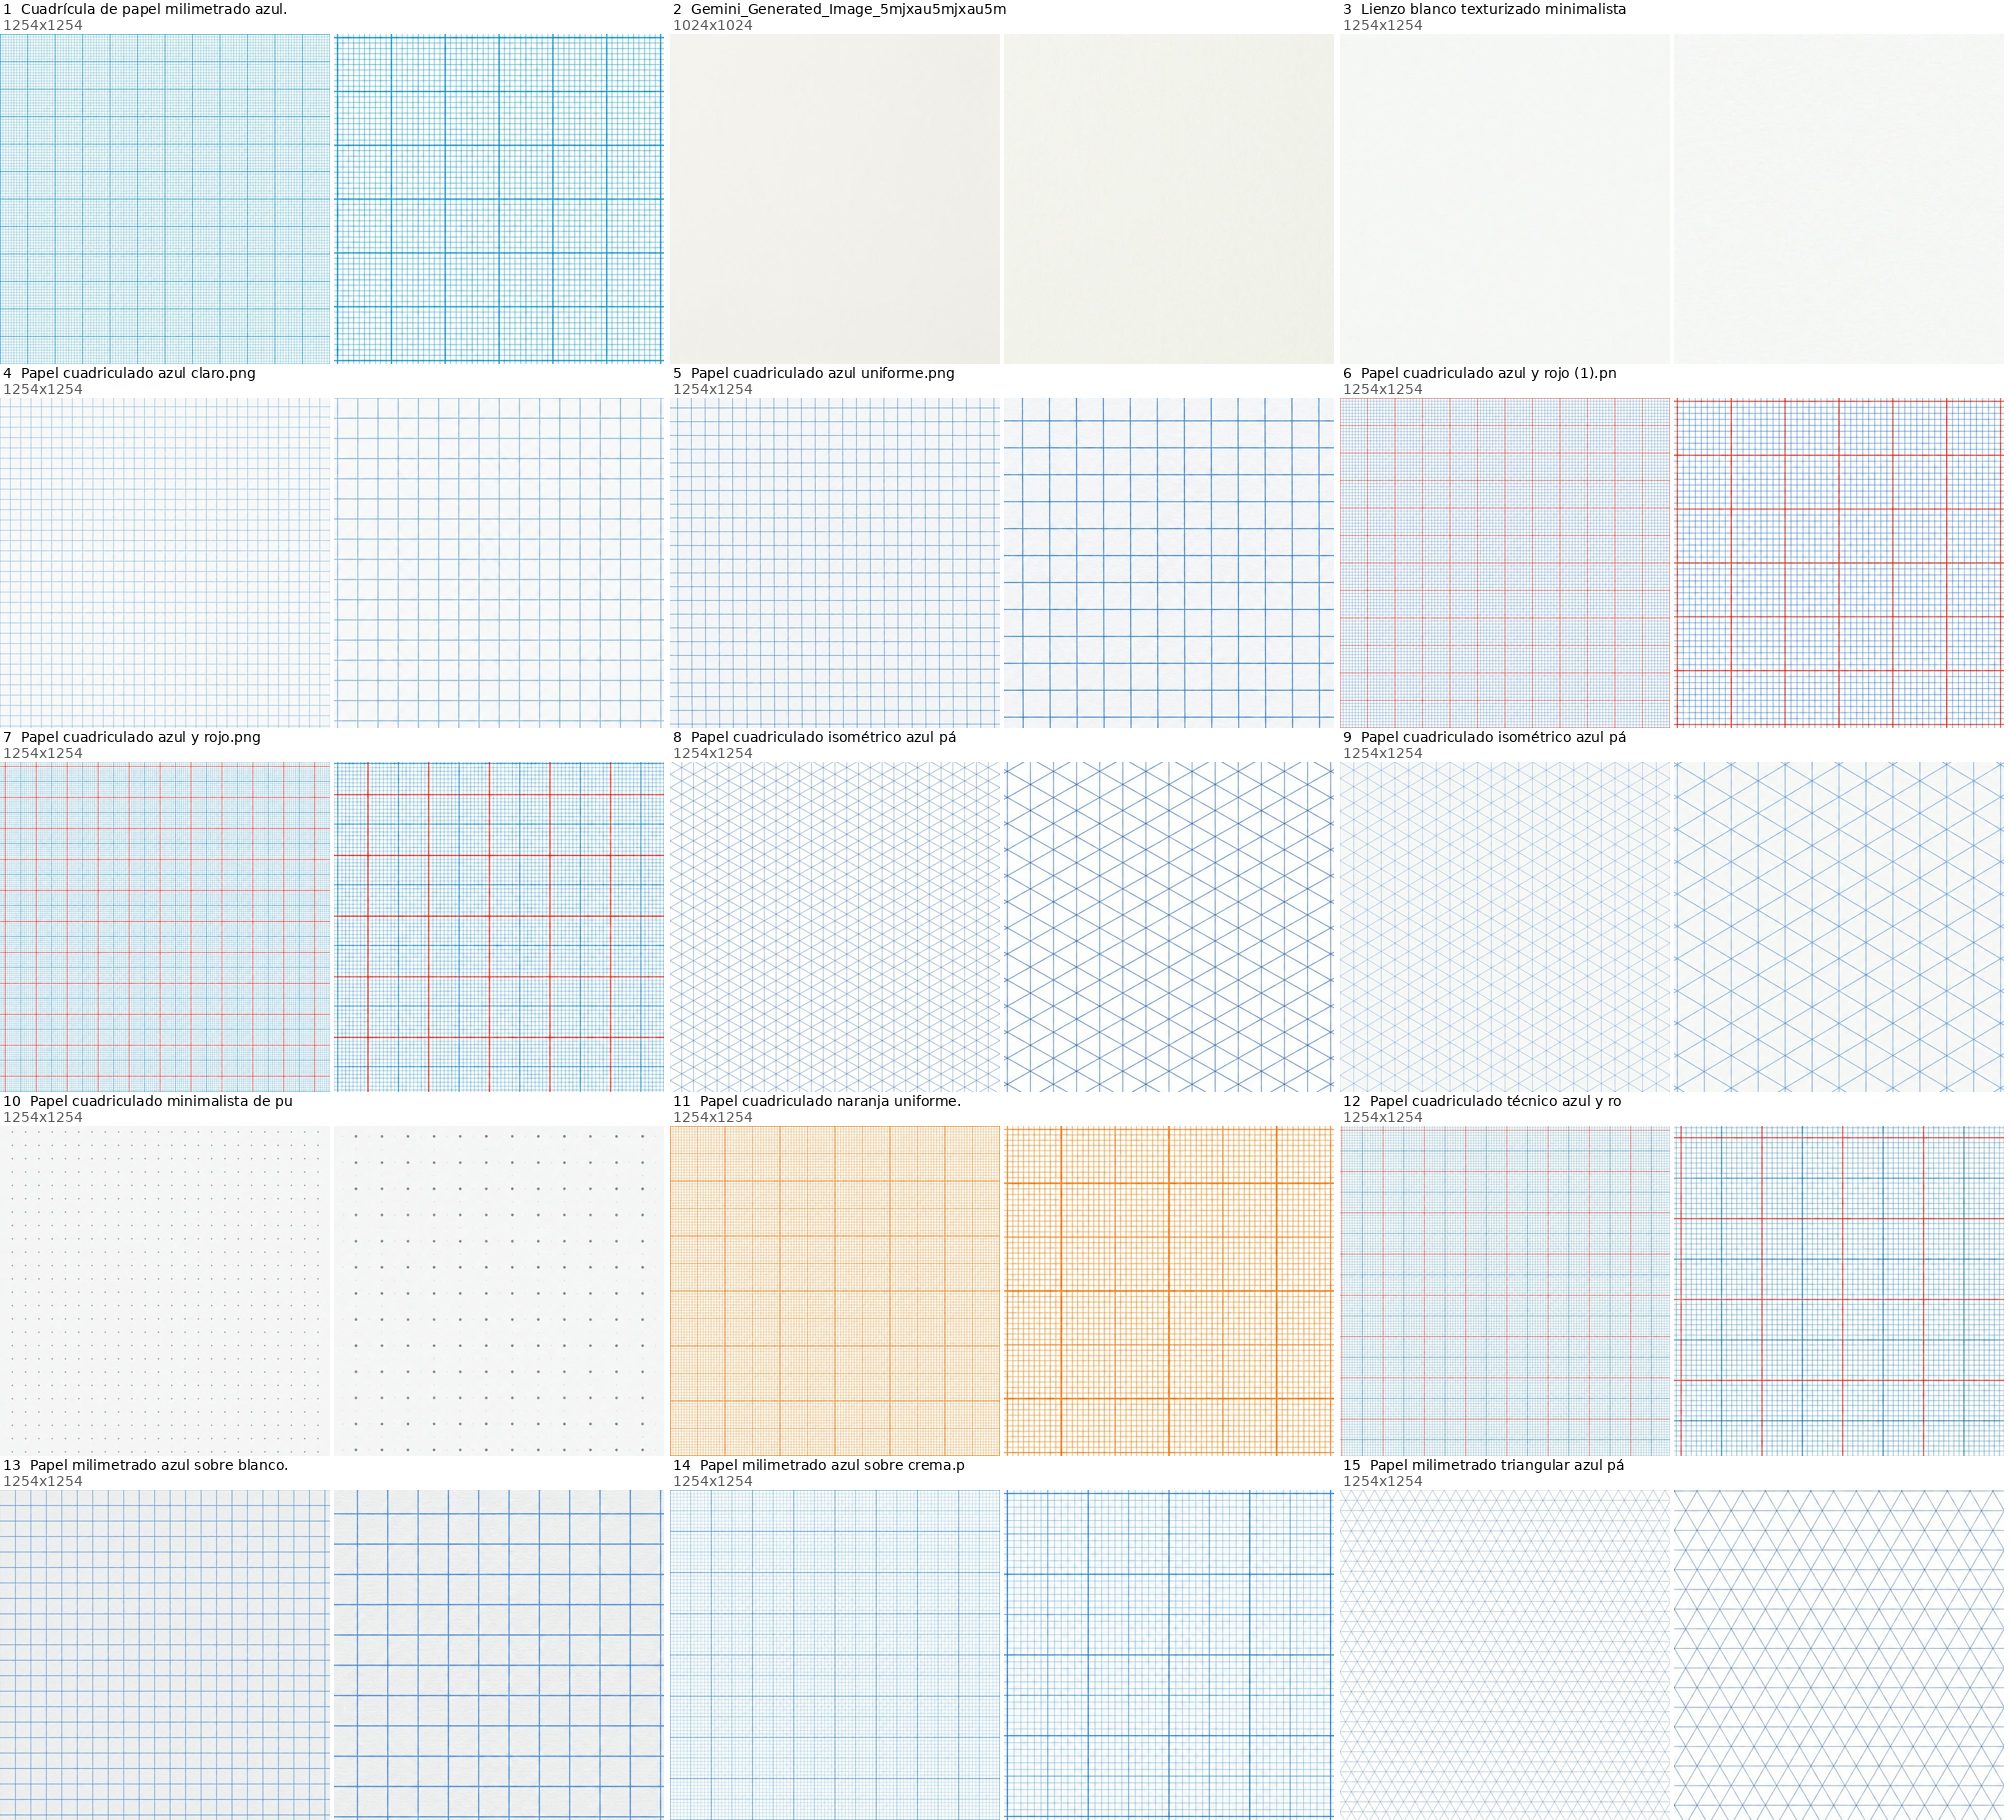 1 Cuadrícula de papel milimetrado azul.
1254x1254
2 Gemini_Generated_Image_5mjxau5mjxau5m
1024x1024
3 Lienzo blanco texturizado minimalista
1254x1254
4 Papel cuadriculado azul claro.png
1254x1254
5 Papel cuadriculado azul uniforme.png
1254x1254
6 Papel cuadriculado azul y rojo (1).pn
1254x1254
7 Papel cuadriculado azul y rojo.png
1254x1254
8 Papel cuadriculado isométrico azul pá
1254x1254
9 Papel cuadriculado isométrico azul pá
1254x1254
10 Papel cuadriculado minimalista de pu
1254x1254
11 Papel cuadriculado naranja uniforme.
1254x1254
12 Papel cuadriculado técnico azul y ro
1254x1254
13 Papel milimetrado azul sobre blanco.
1254x1254
14 Papel milimetrado azul sobre crema.p
1254x1254
15 Papel milimetrado triangular azul pá
1254x1254